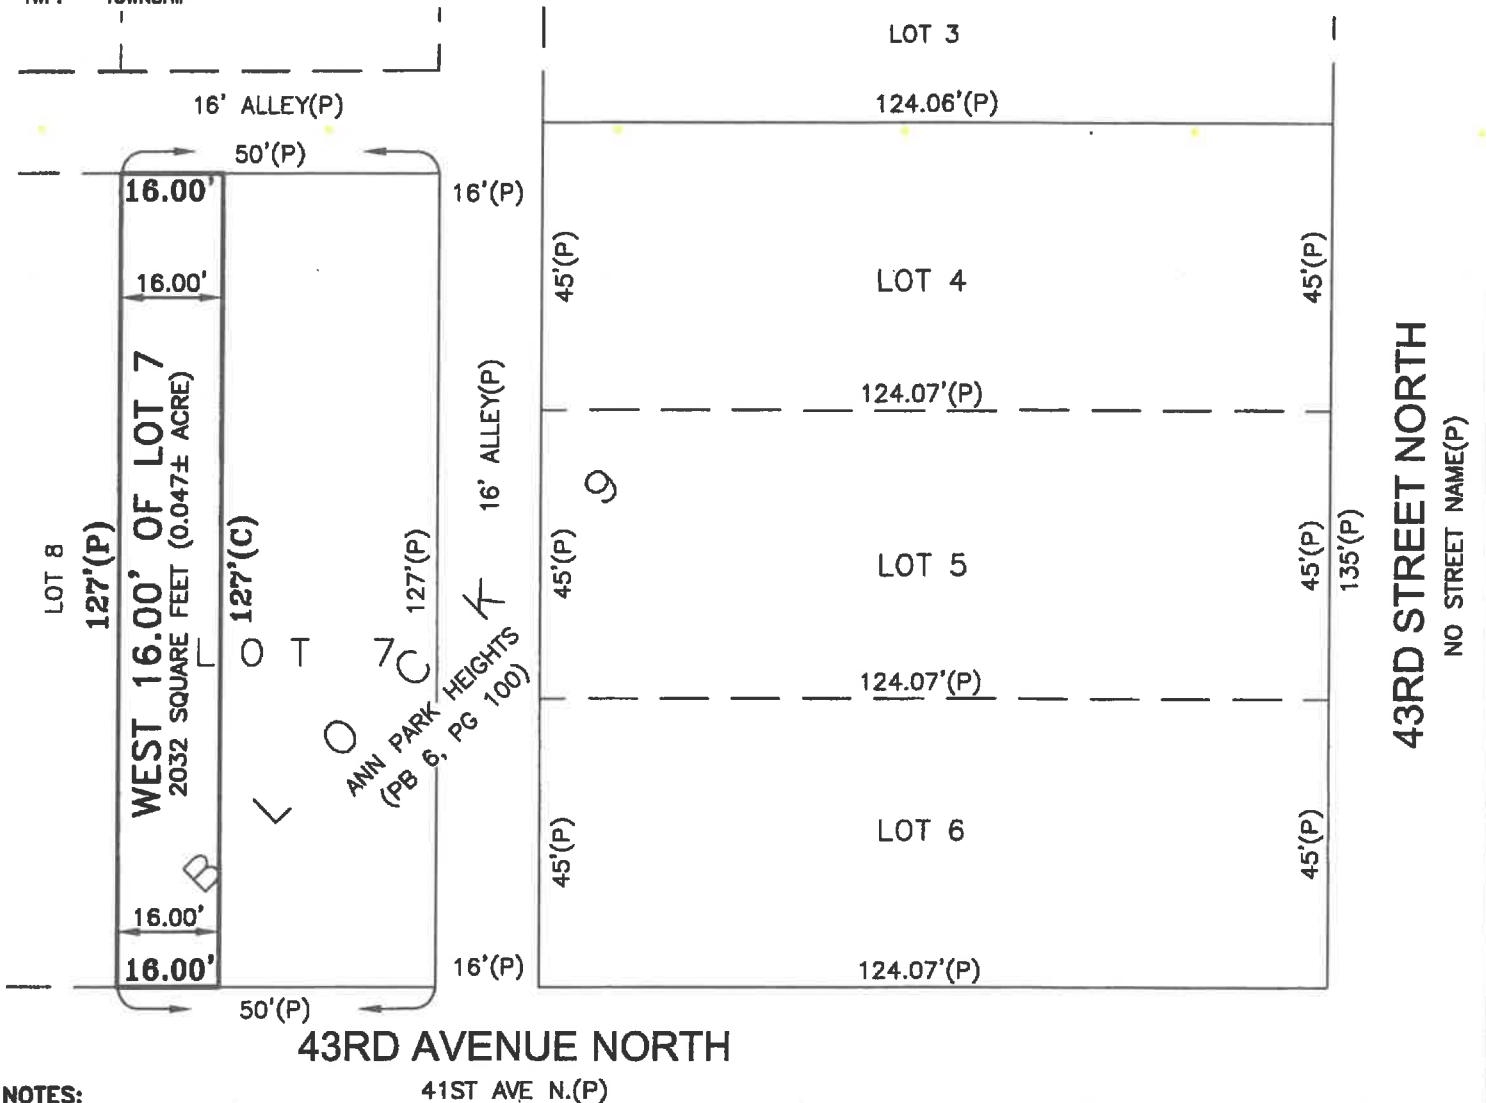 LOT 3
124.06'(P)
16' ALLEY(P)
50'(P)
16.00'
16'(P)
16.00'
45'(P)
LOT 4
45'(P)
124.07'(P)
WEST 16.00' OF LOT 7
2032 SQUARE FEET (0.047± ACRE)
LOT 8
127'(P)
127'(C)
127'(P)
16' ALLEY(P)
LOT 7
BLOCK 9
ANN PARK HEIGHTS
(PB 6, PG 100)
45'(P)
LOT 5
45'(P)
135'(P)
43RD STREET NORTH
NO STREET NAME(P)
124.07'(P)
45'(P)
LOT 6
45'(P)
16.00'
16.00'
16'(P)
124.07'(P)
50'(P)
43RD AVENUE NORTH
41ST AVE N.(P)
NOTES: